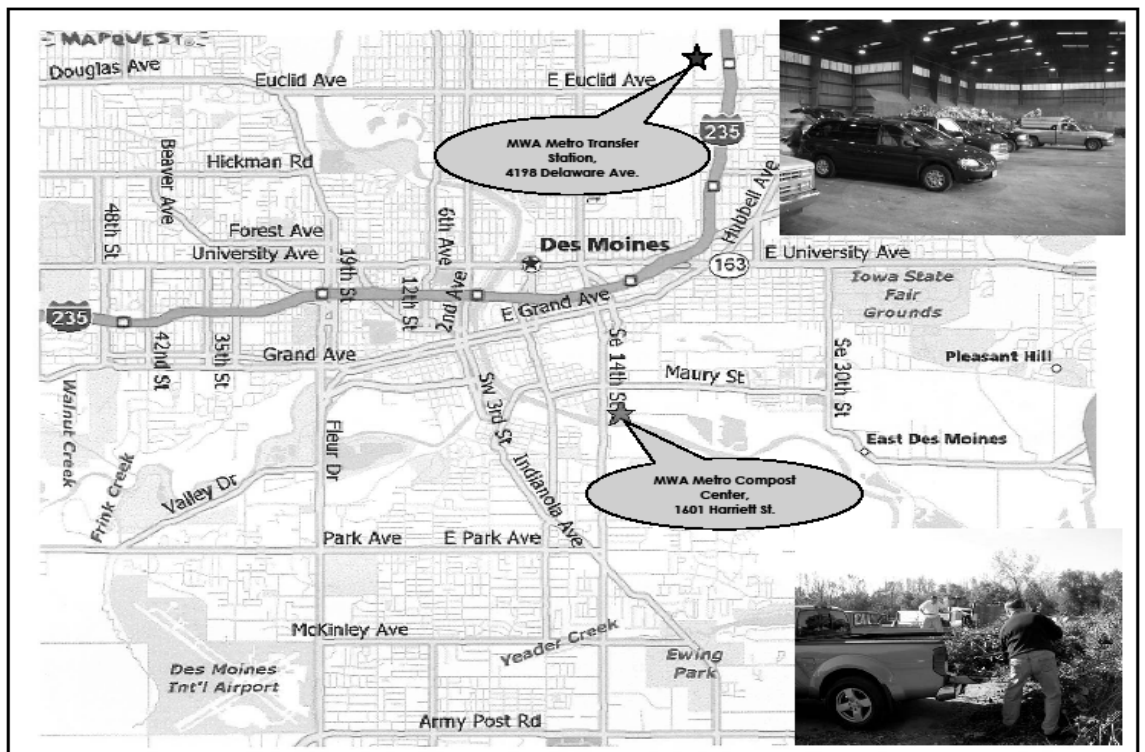 MAPQUEST
Douglas Ave
Euclid Ave
E Euclid Ave
235
MWA Metro Transfer
Station,
4198 Delaware Ave.
Hickman Rd
Beaver Ave
48th St
6th Ave
Hubbell Ave
Forest Ave
University Ave
19th St
12th St
2nd Ave
Des Moines
163
E University Ave
Iowa State
Fair
Grounds
235
42nd St
35th St
E Grand Ave
Grand Ave
Se 14th St
Maury St
Se 30th St
Pleasant Hill
Walnut Creek
Frink Creek
Fleur Dr
Sw 3rd St
East Des Moines
Valley Dr
Indianola Ave
MWA Metro Compost
Center,
1601 Harriett St.
Park Ave
E Park Ave
McKinley Ave
Yeader Creek
Ewing
Park
Des Moines
Int'l Airport
Army Post Rd